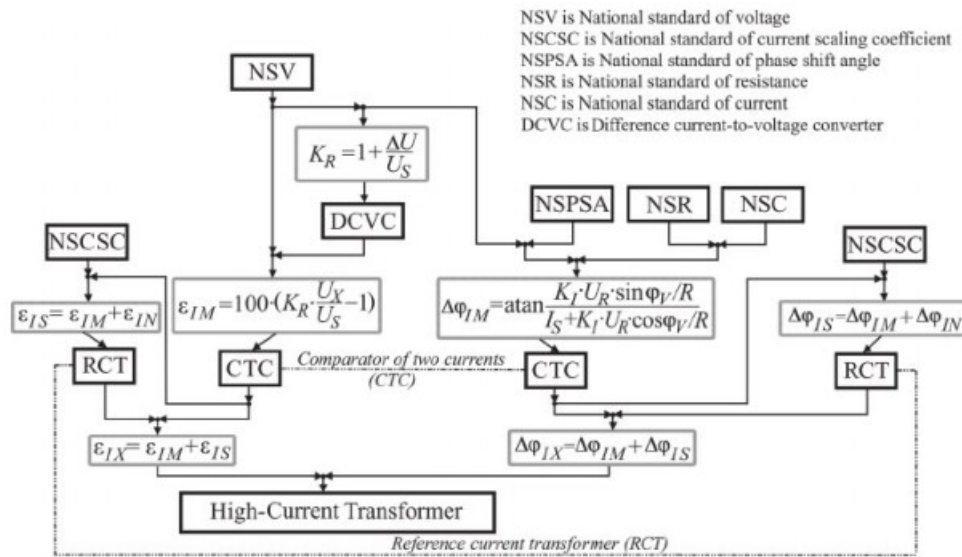 NSV is National standard of voltage
NSCSC is National standard of current scaling coefficient
NSPSA is National standard of phase shift angle
NSR is National standard of resistance
NSC is National standard of current
DCVC is Difference current-to-voltage converter
NSV
K_R = 1 + ΔU/U_S
NSPSA NSR NSC
DCVC
NSCSC NSCSC
ε_IS = ε_IM + ε_IN
ε_IM = 100·(K_R·U_X/U_S − 1)
Δφ_IM = atan K_I·U_R·sinφ_V/R / I_S + K_I·U_R·cosφ_V/R
Δφ_IS = Δφ_IM + Δφ_IN
RCT CTC Comparator of two currents CTC RCT
(CTC)
ε_IX = ε_IM + ε_IS
Δφ_IX = Δφ_IM + Δφ_IS
High-Current Transformer
Reference current transformer (RCT)